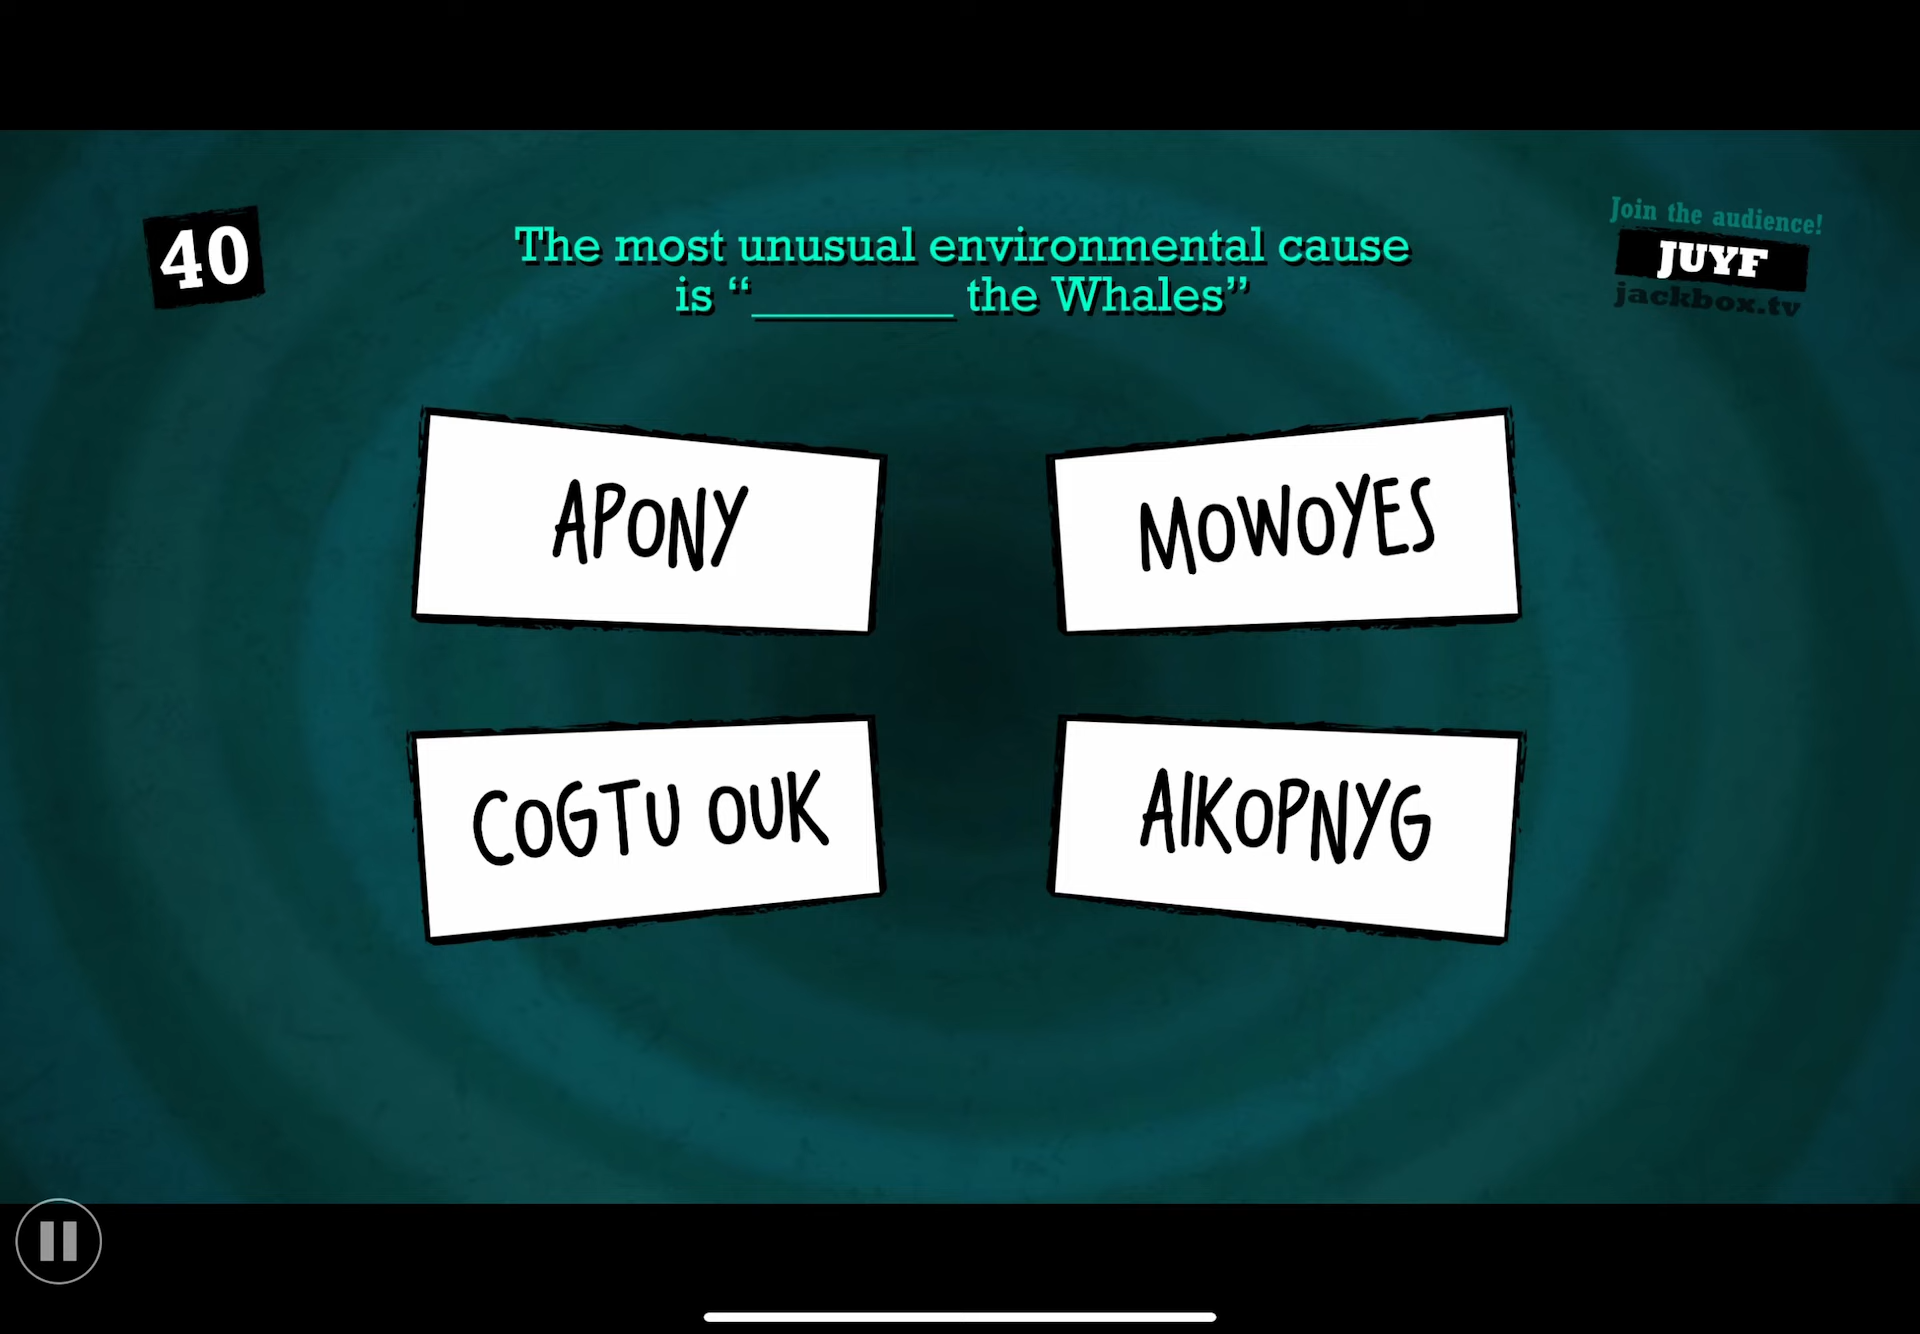 40
The most unusual environmental cause
is “________ the Whales”
Join the audience!
JUYF
jackbox.tv
APONY
MOWOYES
COGTU OUK
AIKOPNYG